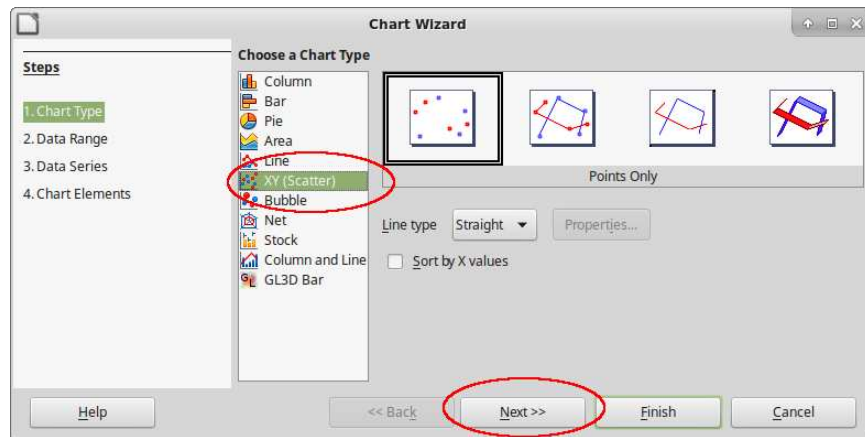 Chart Wizard
Steps
1. Chart Type
2. Data Range
3. Data Series
4. Chart Elements
Choose a Chart Type
Column
Bar
Pie
Area
Line
XY (Scatter)
Bubble
Net
Stock
Column and Line
GL3D Bar
Points Only
Line type Straight Properties...
Sort by X values
Help << Back Next >> Finish Cancel